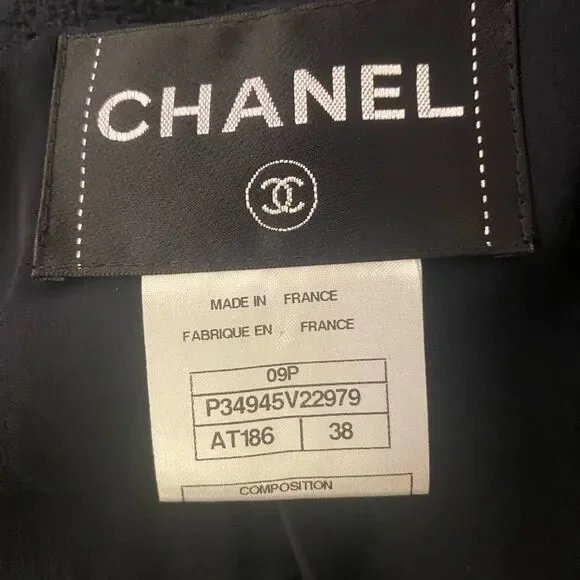 CHANEL
MADE IN FRANCE
FABRIQUE EN FRANCE
09P
P34945V22979
AT186 38
COMPOSITION